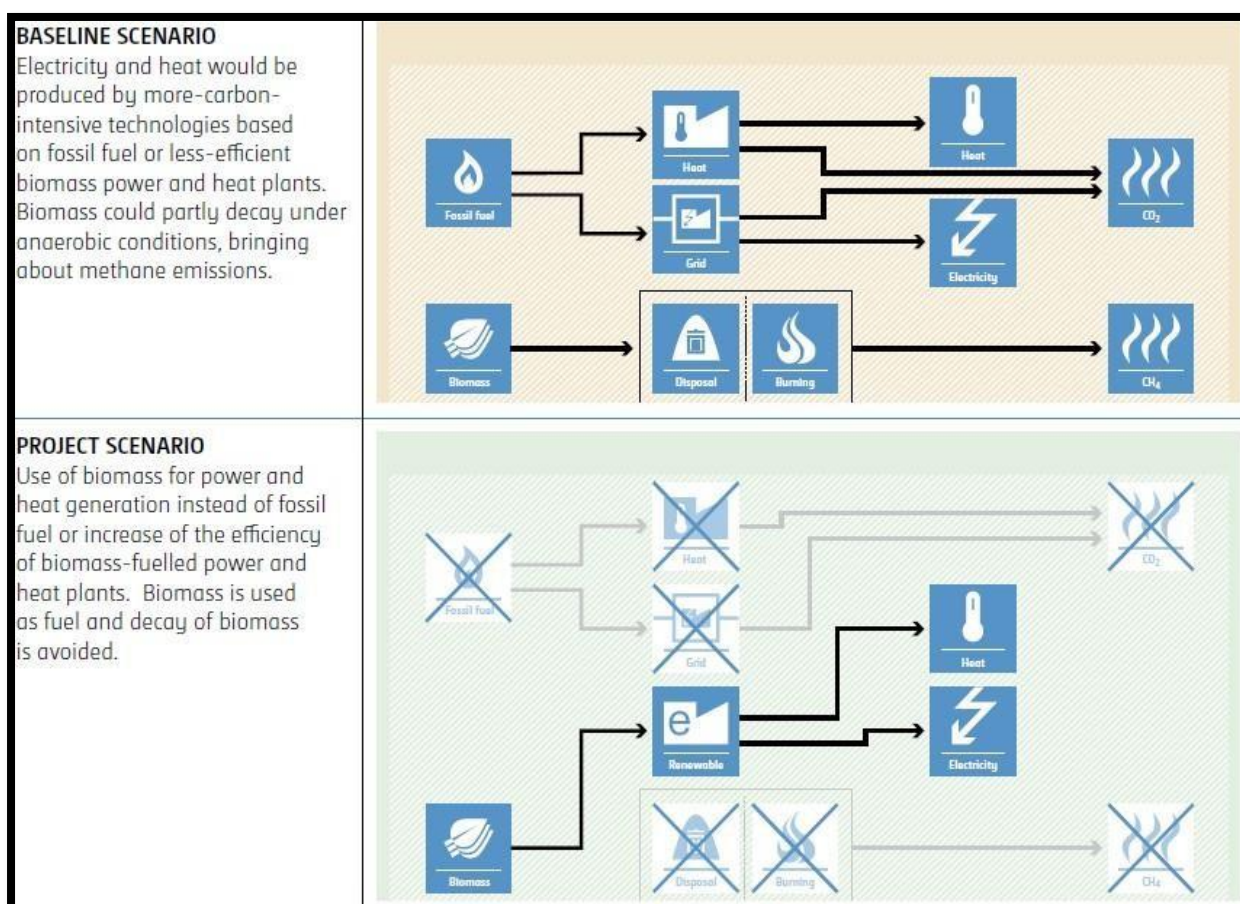 BASELINE SCENARIO
Electricity and heat would be
produced by more-carbon-
intensive technologies based
on fossil fuel or less-efficient
biomass power and heat plants.
Biomass could partly decay under
anaerobic conditions, bringing
about methane emissions.
Fossil fuel
Heat
Grid
Heat
Electricity
CO₂
Biomass
Disposal
Burning
CH₄
PROJECT SCENARIO
Use of biomass for power and
heat generation instead of fossil
fuel or increase of the efficiency
of biomass-fuelled power and
heat plants. Biomass is used
as fuel and decay of biomass
is avoided.
Fossil fuel
Heat
Grid
CO₂
Heat
e
Renewable
Electricity
Biomass
Disposal
Burning
CH₄